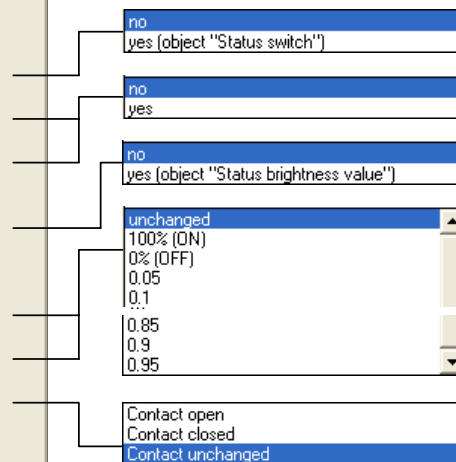 no
yes (object "Status switch")
no
yes
no
yes (object "Status brightness value")
unchanged
100% (ON)
0% (OFF)
0.05
0.1
...
0.85
0.9
0.95
Contact open
Contact closed
Contact unchanged